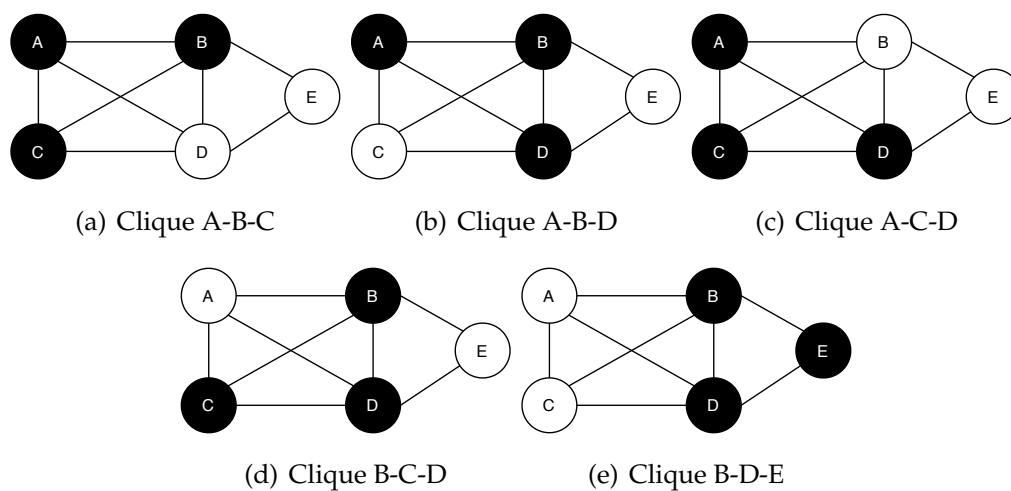 A B E C D
A B E C D
A B E C D
(a) Clique A-B-C
(b) Clique A-B-D
(c) Clique A-C-D
A B E C D
A B E C D
(d) Clique B-C-D
(e) Clique B-D-E